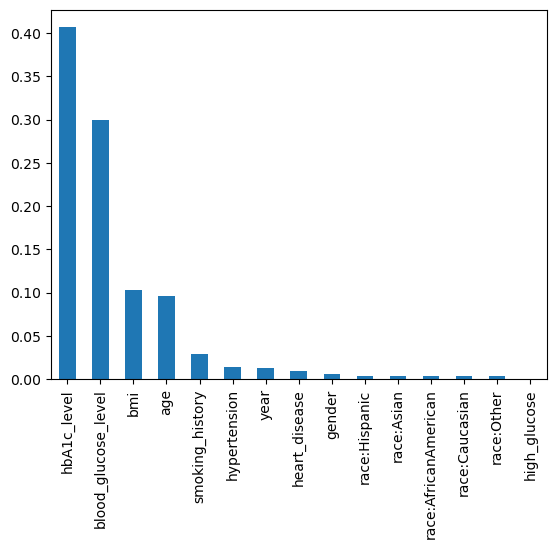 0.40
0.35
0.30
0.25
0.20
0.15
0.10
0.05
0.00
hbA1c_level
blood_glucose_level
bmi
age
smoking_history
hypertension
year
heart_disease
gender
race:Hispanic
race:Asian
race:AfricanAmerican
race:Caucasian
race:Other
high_glucose